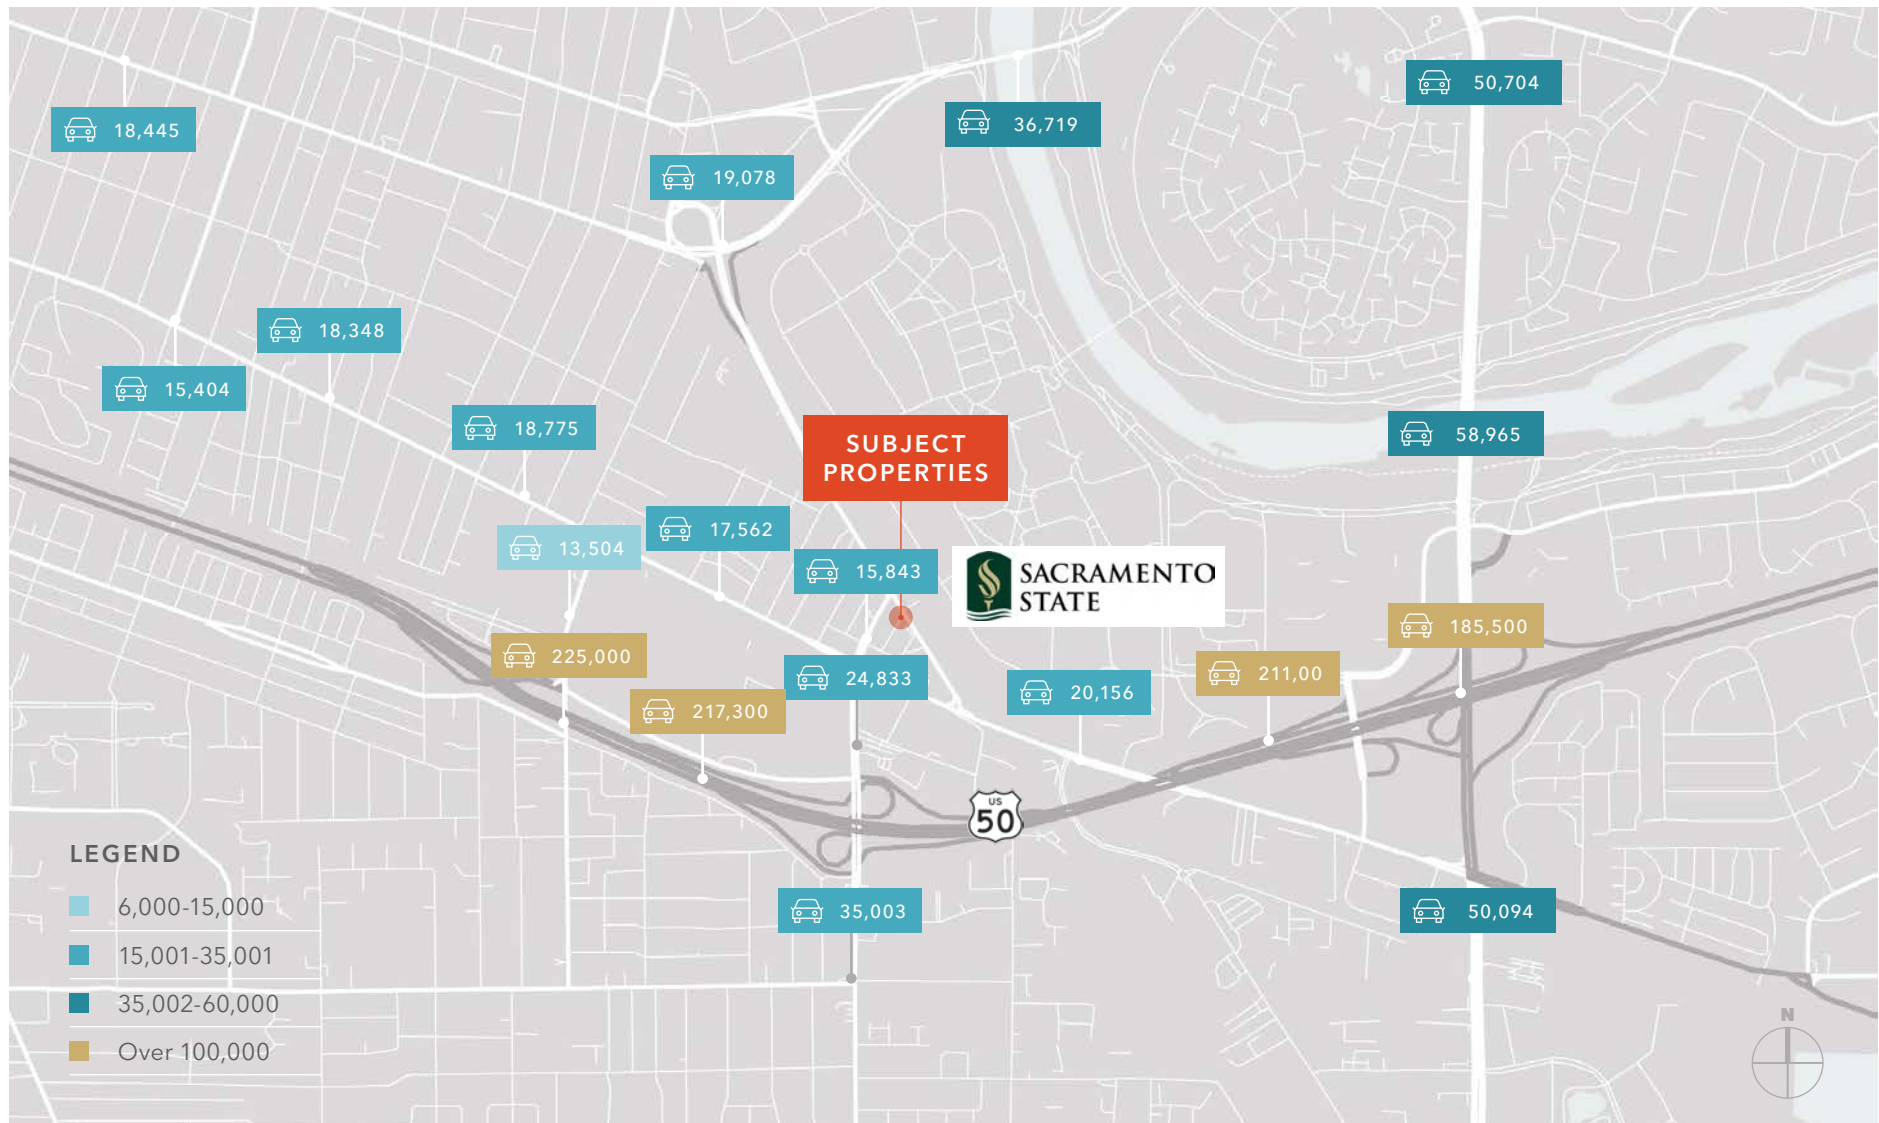 50,704
36,719
18,445
19,078
18,348
15,404
18,775
58,965
SUBJECT
PROPERTIES
17,562
13,504
15,843
SACRAMENTO
STATE
185,500
225,000
211,00
24,833
20,156
217,300
US
50
LEGEND
6,000-15,000
15,001-35,001
35,002-60,000
Over 100,000
35,003
50,094
N